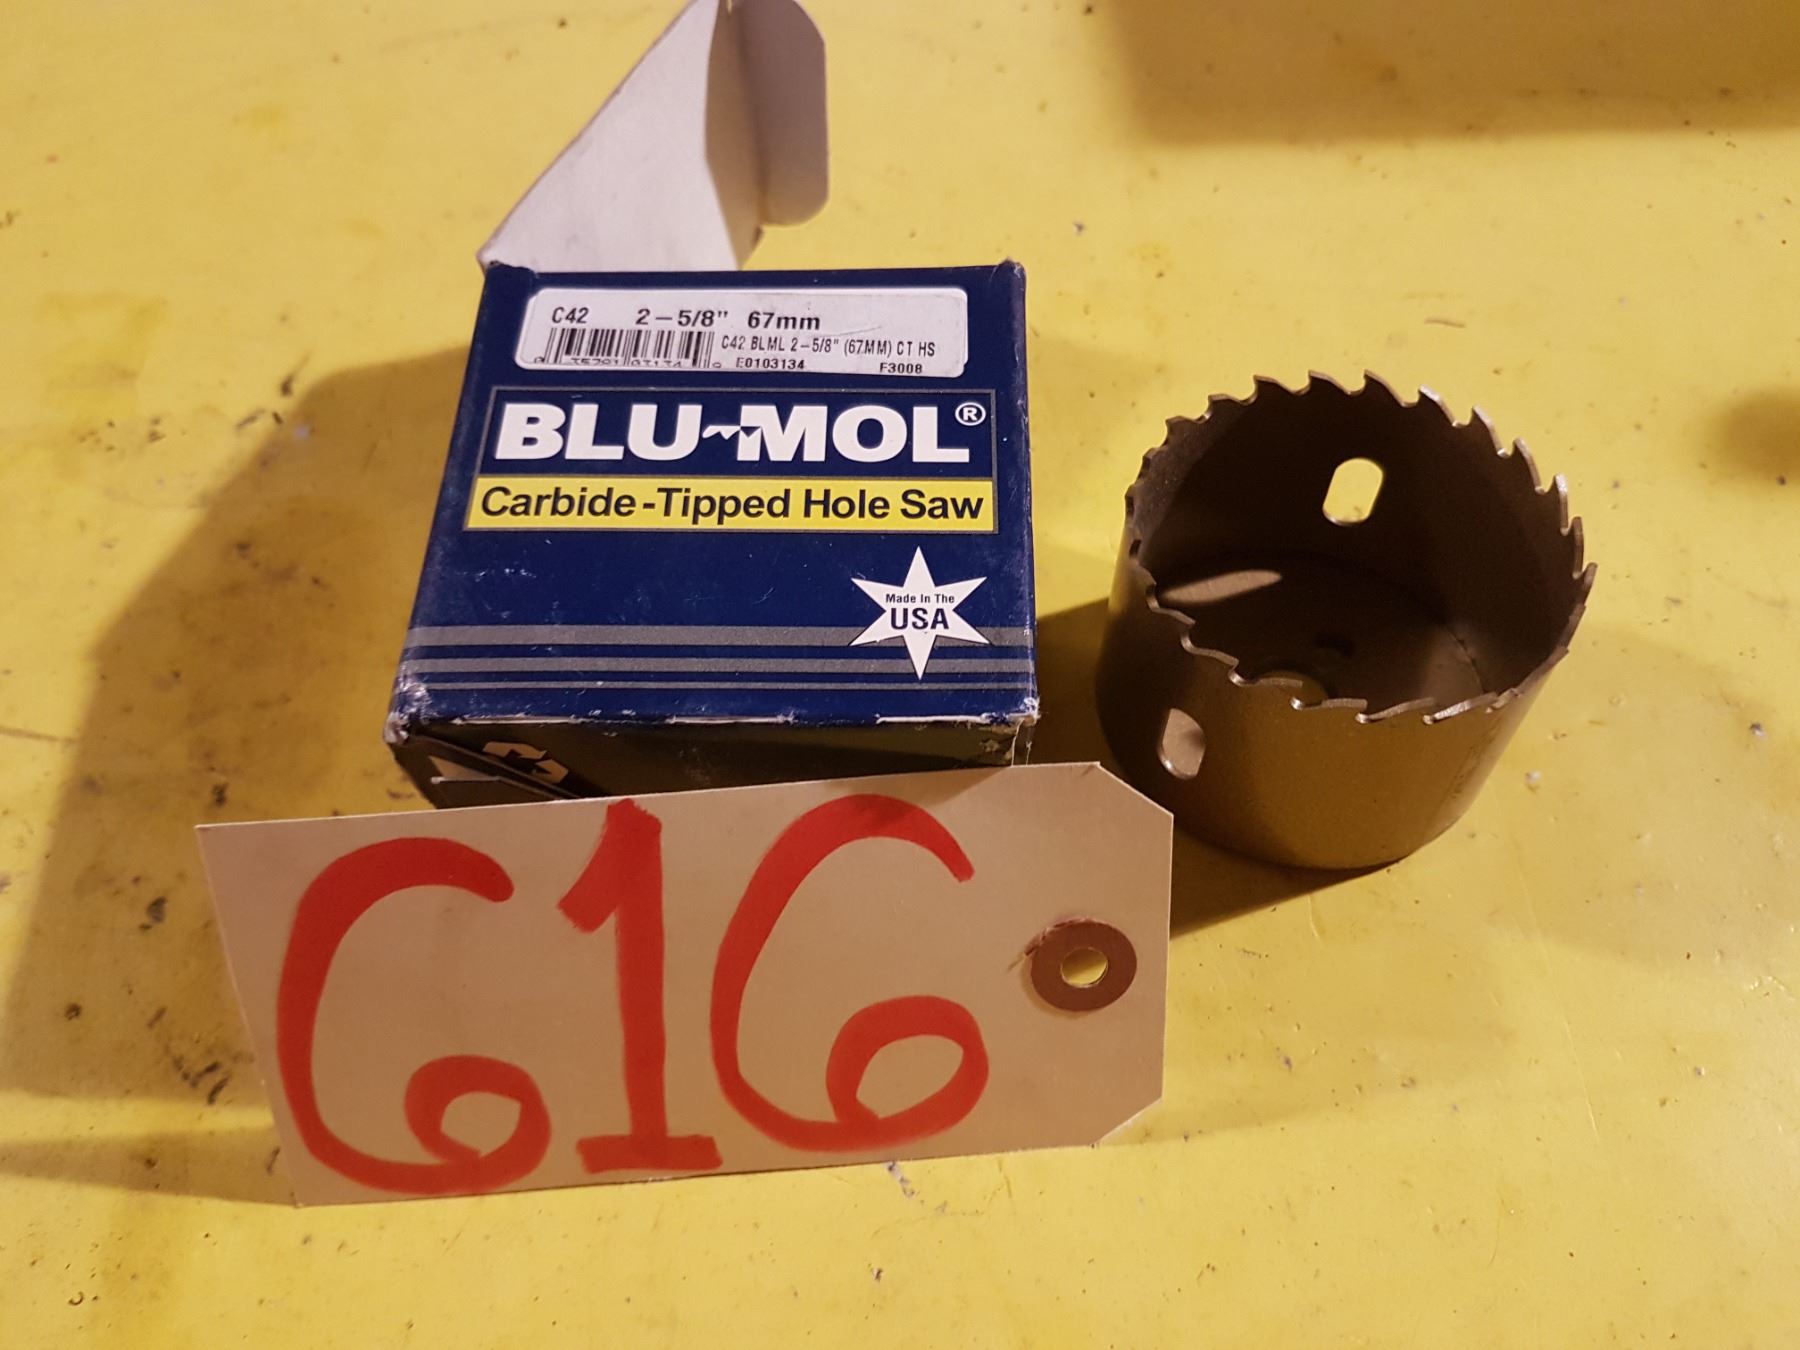 C42 2-5/8" 67mm
C42 BLML 2-5/8" (67MM) CT HS
E0103134 F3008
BLU-MOL®
Carbide-Tipped Hole Saw
Made In The
USA
616